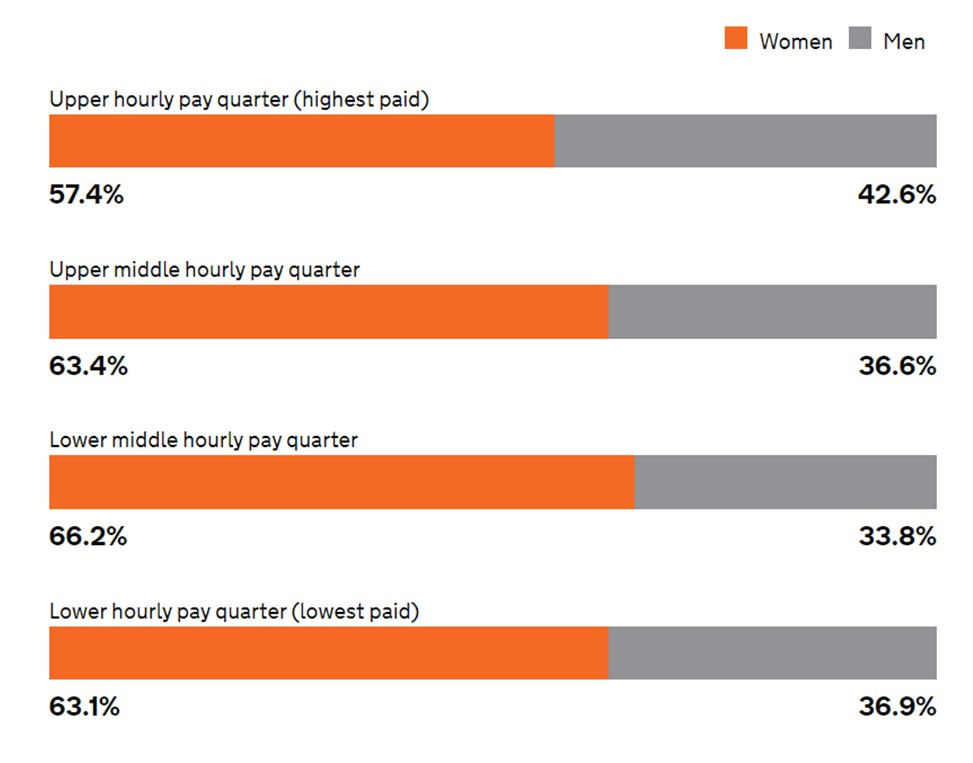 Women Men
Upper hourly pay quarter (highest paid)
57.4% 42.6%
Upper middle hourly pay quarter
63.4% 36.6%
Lower middle hourly pay quarter
66.2% 33.8%
Lower hourly pay quarter (lowest paid)
63.1% 36.9%